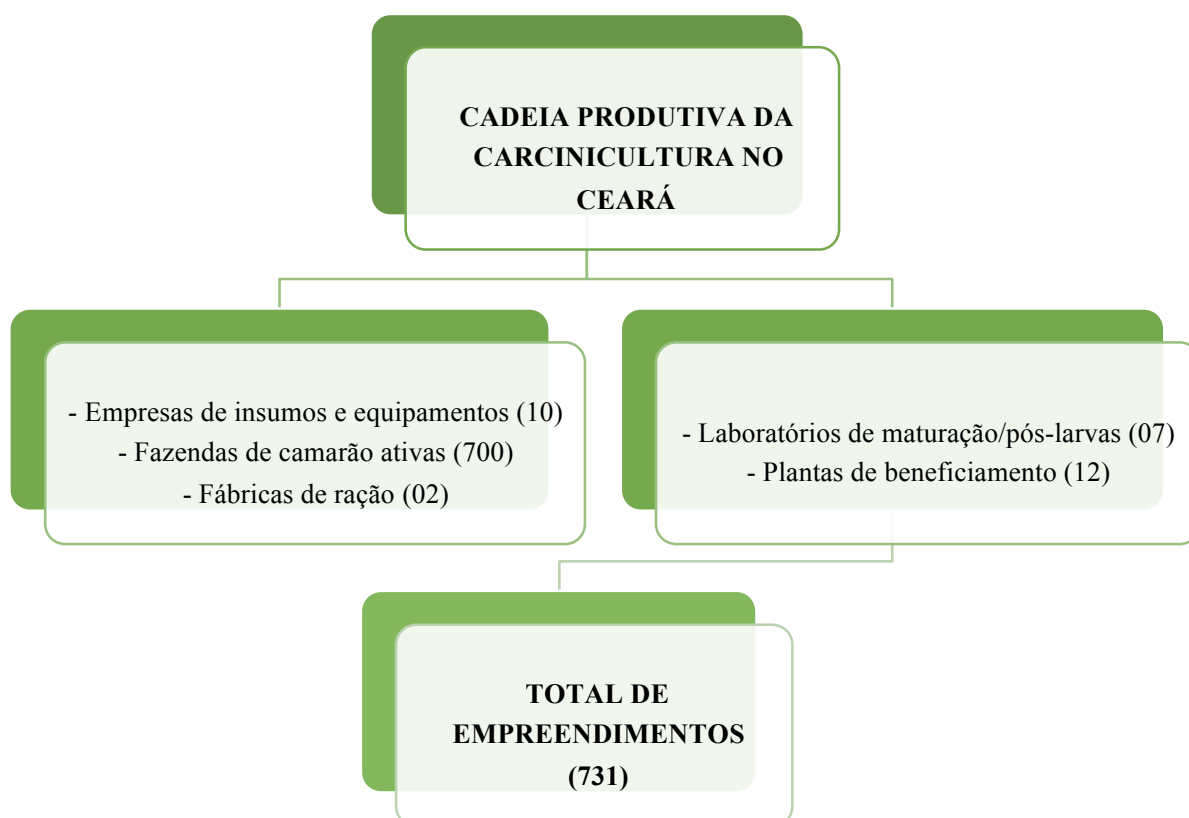 CADEIA PRODUTIVA DA
CARCINICULTURA NO
CEARÁ
- Empresas de insumos e equipamentos (10)
- Fazendas de camarão ativas (700)
- Fábricas de ração (02)
- Laboratórios de maturação/pós-larvas (07)
- Plantas de beneficiamento (12)
TOTAL DE
EMPREENDIMENTOS
(731)